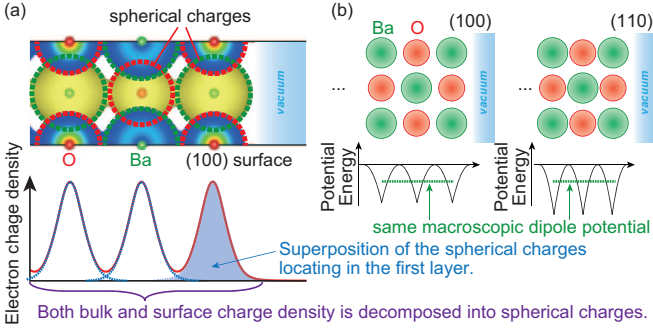 (a)
spherical charges
vacuum
O
Ba
(100) surface
Electron chage density
Superposition of the spherical charges
locating in the first layer.
Both bulk and surface charge density is decomposed into spherical charges.
(b)
Ba
O
(100)
(110)
...
...
vacuum
vacuum
Potential
Energy
Potential
Energy
same macroscopic dipole potential